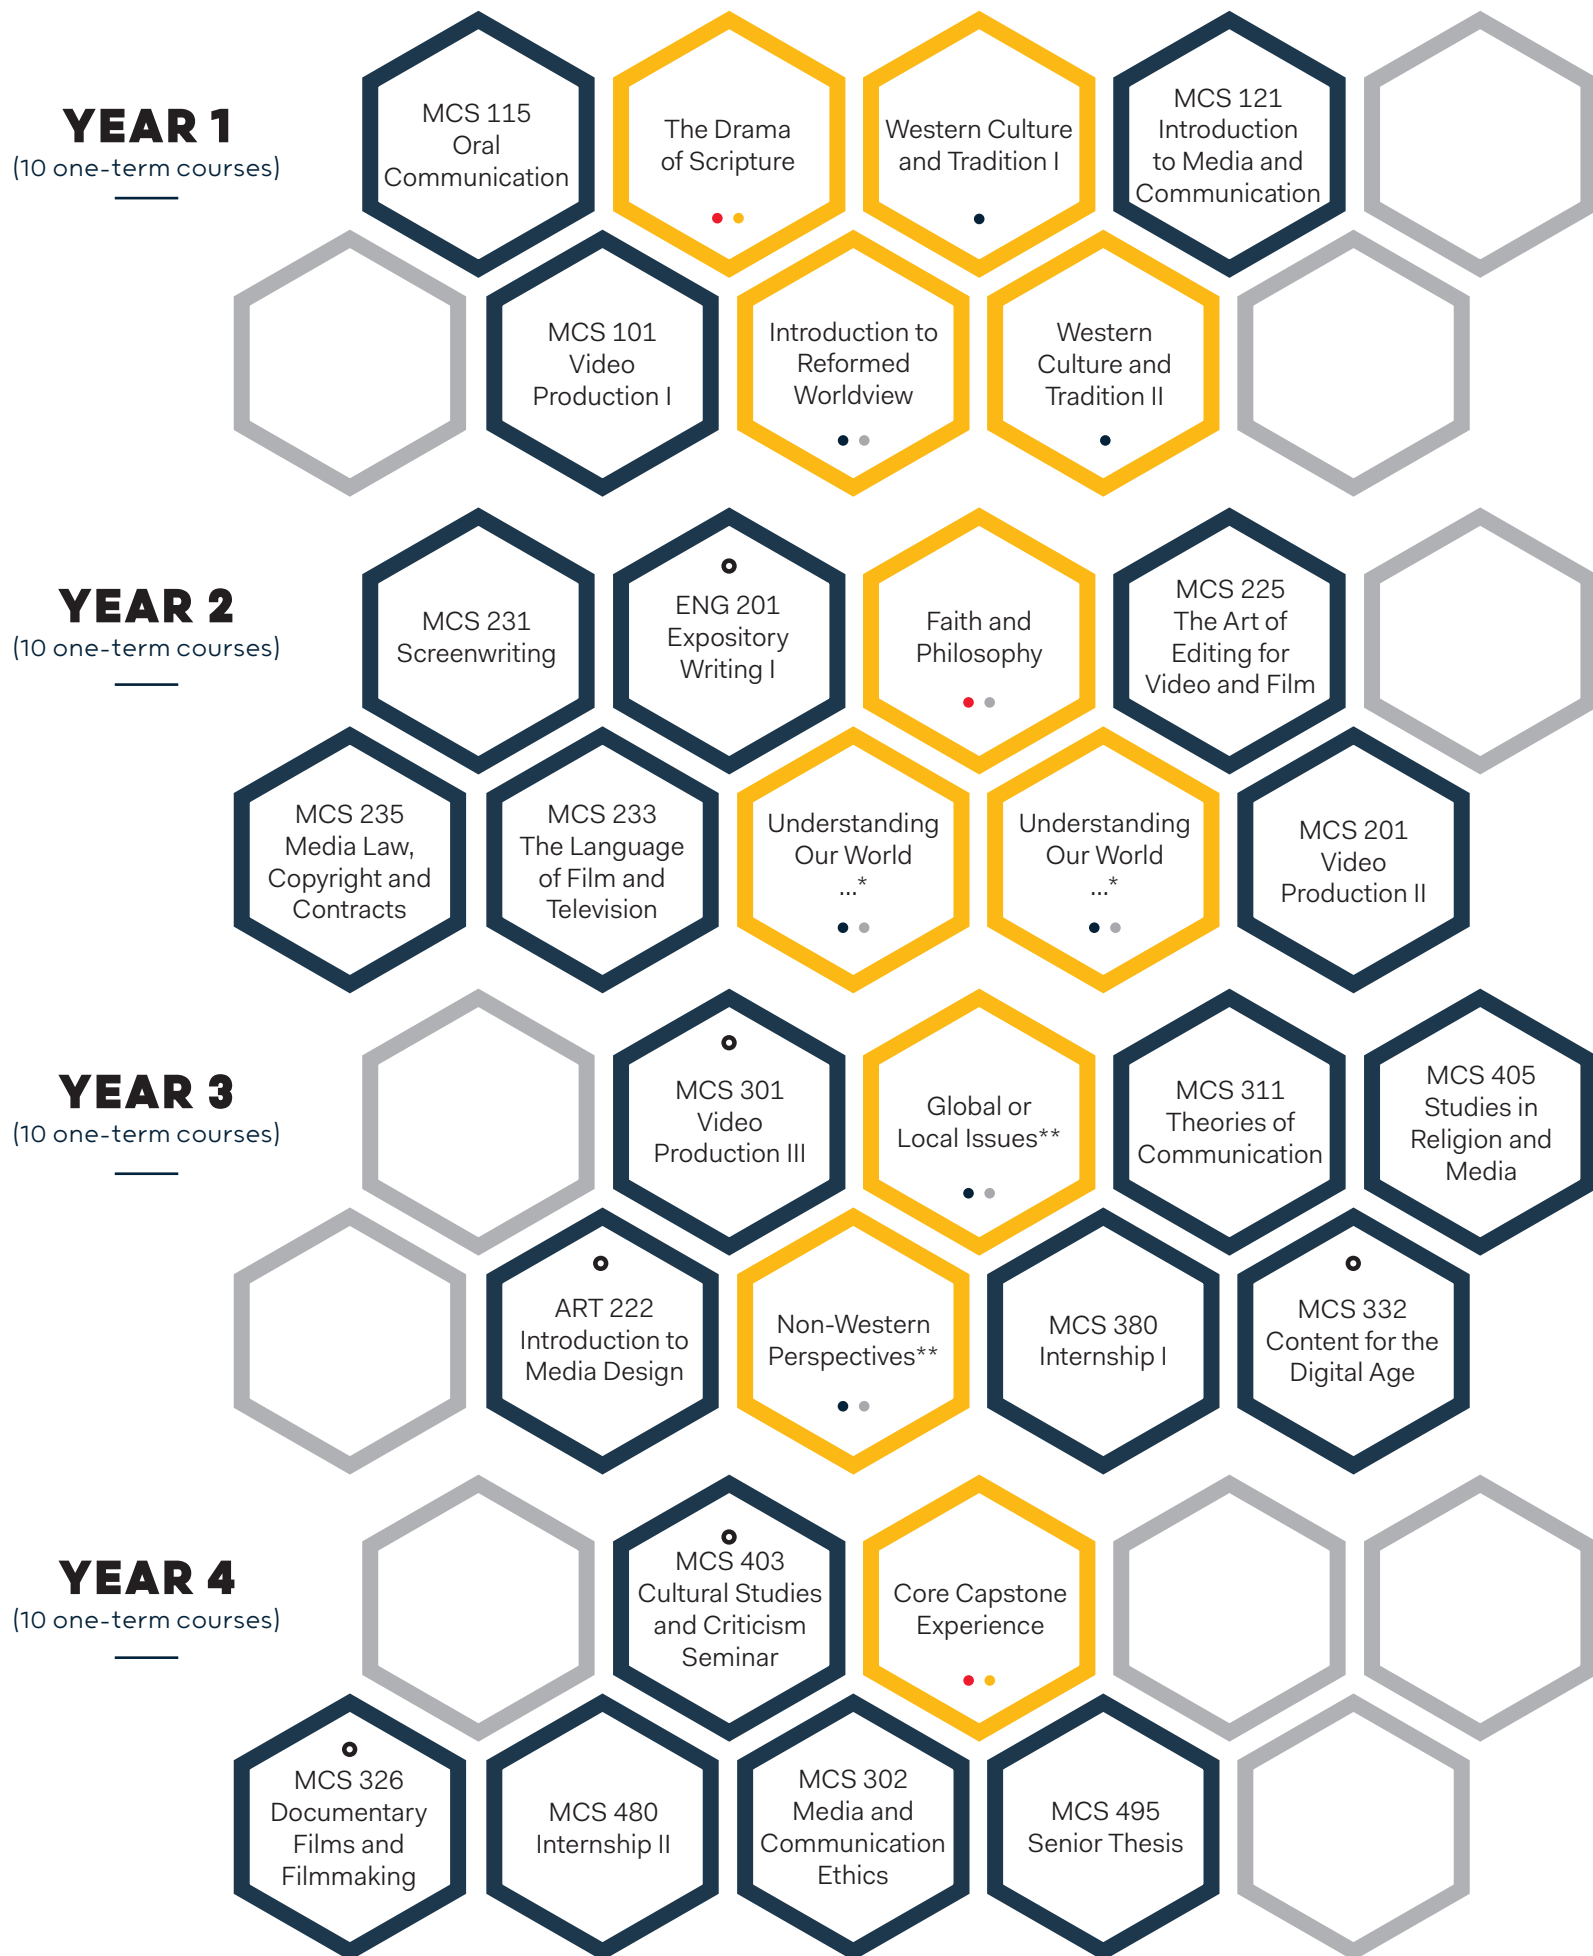 YEAR 1
(10 one-term courses)
MCS 115
Oral
Communication
The Drama
of Scripture
Western Culture
and Tradition I
MCS 121
Introduction
to Media and
Communication
MCS 101
Video
Production I
Introduction to
Reformed
Worldview
Western
Culture and
Tradition II
YEAR 2
(10 one-term courses)
MCS 231
Screenwriting
ENG 201
Expository
Writing I
Faith and
Philosophy
MCS 225
The Art of
Editing for
Video and Film
MCS 235
Media Law,
Copyright and
Contracts
MCS 233
The Language
of Film and
Television
Understanding
Our World
...*
Understanding
Our World
...*
MCS 201
Video
Production II
YEAR 3
(10 one-term courses)
MCS 301
Video
Production III
Global or
Local Issues**
MCS 311
Theories of
Communication
MCS 405
Studies in
Religion and
Media
ART 222
Introduction to
Media Design
Non-Western
Perspectives**
MCS 380
Internship I
MCS 332
Content for the
Digital Age
YEAR 4
(10 one-term courses)
MCS 403
Cultural Studies
and Criticism
Seminar
Core Capstone
Experience
MCS 326
Documentary
Films and
Filmmaking
MCS 480
Internship II
MCS 302
Media and
Communication
Ethics
MCS 495
Senior Thesis